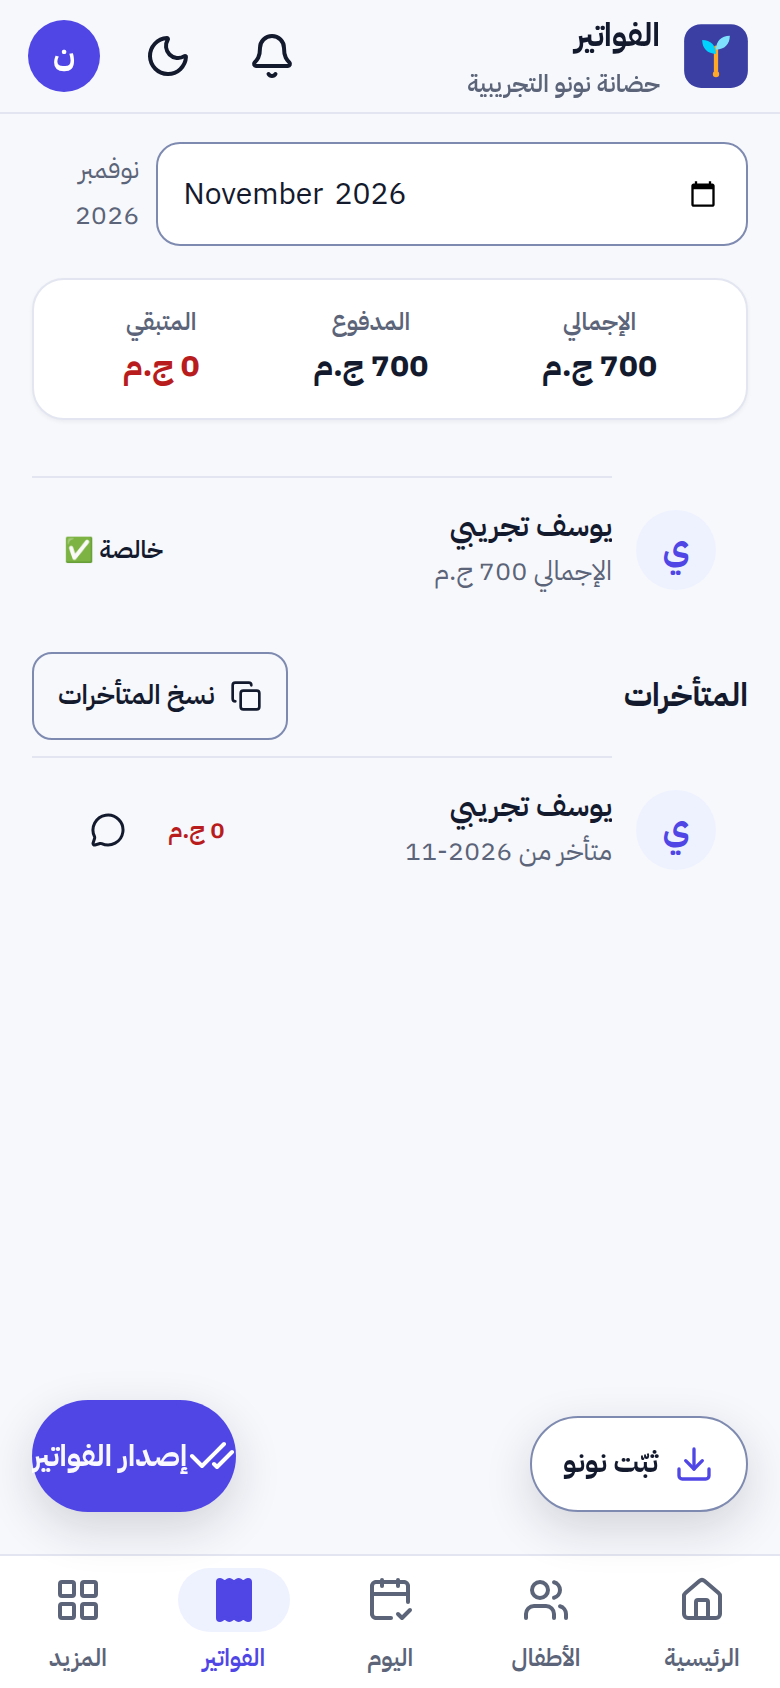 الفواتير
حضانة نونو التجريبية
ن
November 2026
نوفمبر
2026
الإجمالي
700 ج.م
المدفوع
700 ج.م
المتبقي
0 ج.م
ي
يوسف تجريبي
الإجمالي 700 ج.م
خالصة ✅
المتأخرات
نسخ المتأخرات
ي
يوسف تجريبي
متأخر من 2026-11
0 ج.م
ثبّت نونو
إصدار الفواتير
الرئيسية
الأطفال
اليوم
الفواتير
المزيد